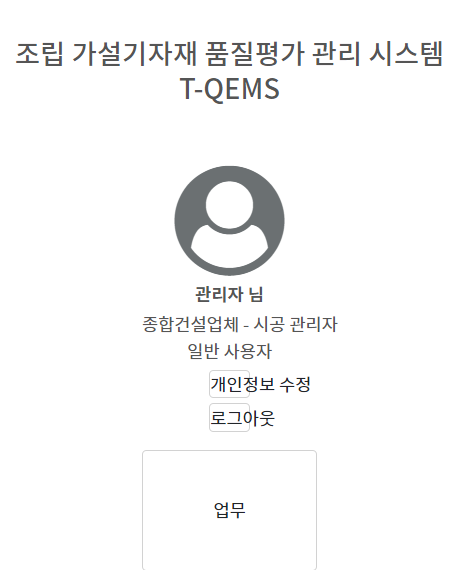 조립 가설기자재 품질평가 관리 시스템
T-QEMS
관리자 님
종합건설업체 - 시공 관리자
일반 사용자
개인정보 수정
로그아웃
업무